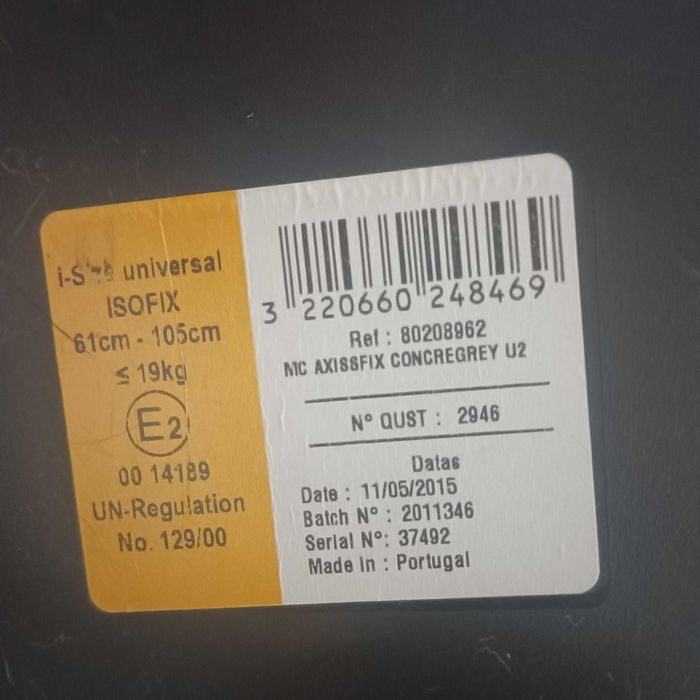 i-Size universal
ISOFIX
61cm - 105cm
≤ 19kg
E2
00 14189
UN-Regulation
No. 129/00
3 220660 248469
Ref : 80208962
MC AXISSFIX CONCREGREY U2
N° QUST : 2946
Datas
Date : 11/05/2015
Batch N° : 2011346
Serial N°: 37492
Made in : Portugal